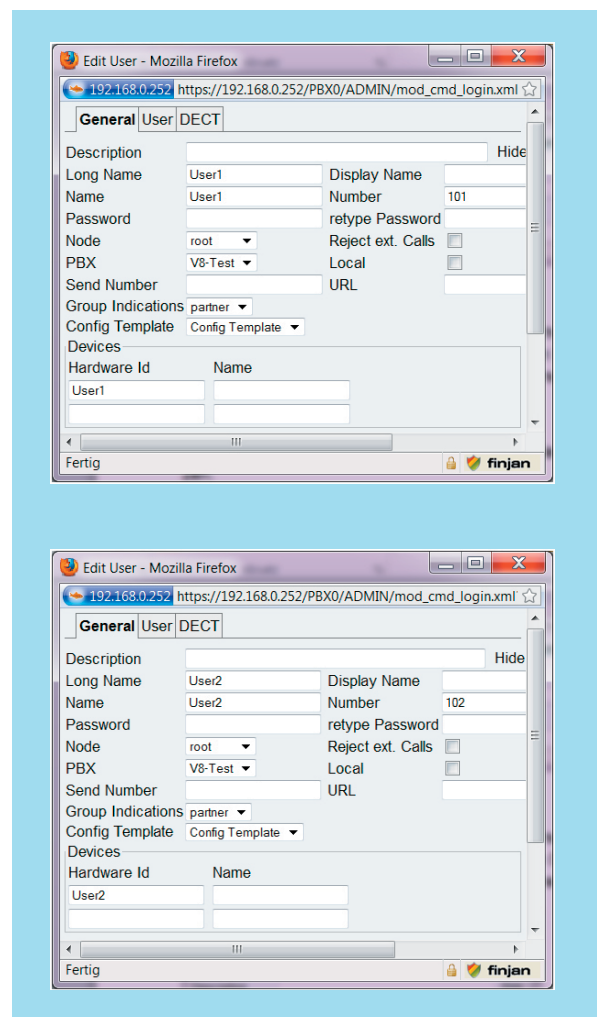 Edit User - Mozilla Firefox
192.168.0.252 https://192.168.0.252/PBX0/ADMIN/mod_cmd_login.xml
General User DECT
Description Hide
Long Name User1 Display Name
Name User1 Number 101
Password retype Password
Node root Reject ext. Calls
PBX V8-Test Local
Send Number URL
Group Indications partner
Config Template Config Template
Devices
Hardware Id Name
User1
Fertig finjan
Edit User - Mozilla Firefox
192.168.0.252 https://192.168.0.252/PBX0/ADMIN/mod_cmd_login.xml
General User DECT
Description Hide
Long Name User2 Display Name
Name User2 Number 102
Password retype Password
Node root Reject ext. Calls
PBX V8-Test Local
Send Number URL
Group Indications partner
Config Template Config Template
Devices
Hardware Id Name
User2
Fertig finjan